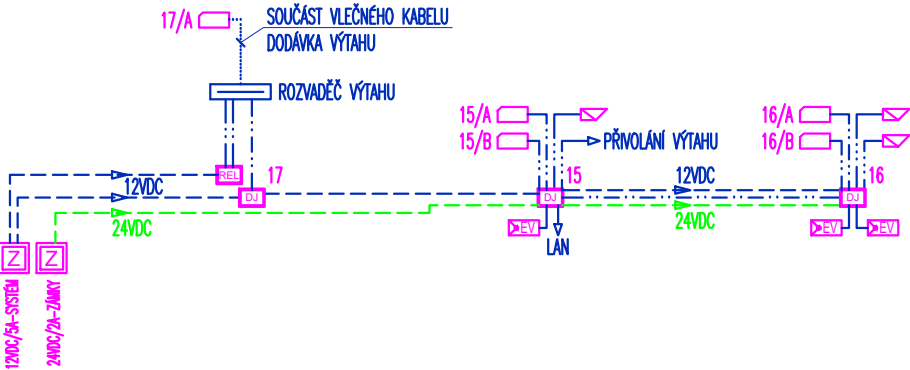 17/A
SOUČÁST VLEČNÉHO KABELU
DODÁVKA VÝTAHU
ROZVADĚČ VÝTAHU
15/A
15/B
PŘIVOLÁNÍ VÝTAHU
16/A
16/B
REL
17
DJ
15
DJ
12VDC
16
DJ
12VDC
24VDC
24VDC
EV
LAN
EV
EV
Z
Z
12VDC/5A-SYSTÉM
24VDC/2A-ZÁMKY